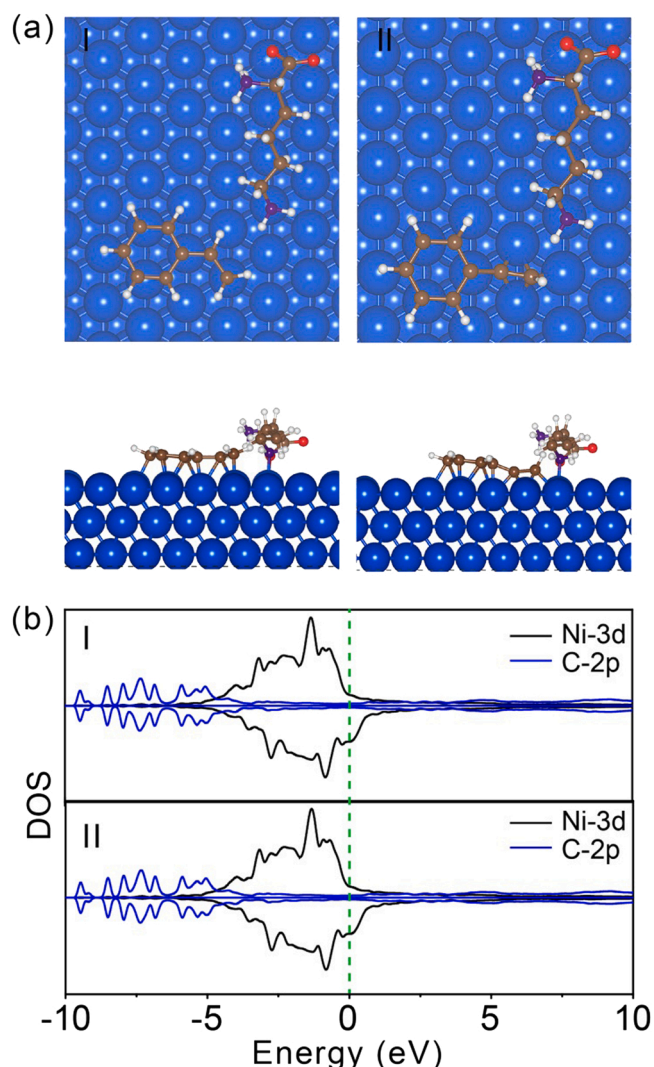 (a)
I
II
(b)
I
Ni-3d
C-2p
DOS
II
Ni-3d
C-2p
-10
-5
0
5
10
Energy (eV)